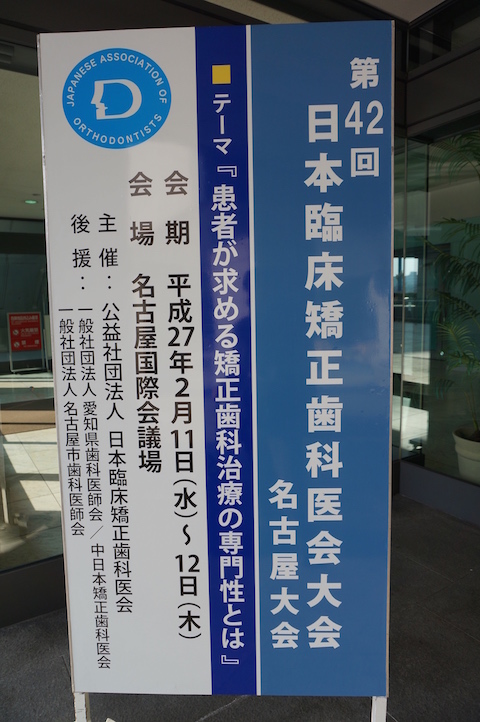 第42回
日本臨床矯正歯科医会大会
名古屋大会
テーマ『患者が求める矯正歯科治療の専門性とは』
会期 平成27年2月11日(水)～12日(木)
会場 名古屋国際会議場
主催：公益社団法人 日本臨床矯正歯科医会
後援：一般社団法人 愛知県歯科医師会／中日本矯正歯科医会
一般社団法人 名古屋市歯科医師会
JAPANESE ASSOCIATION OF
ORTHODONTISTS